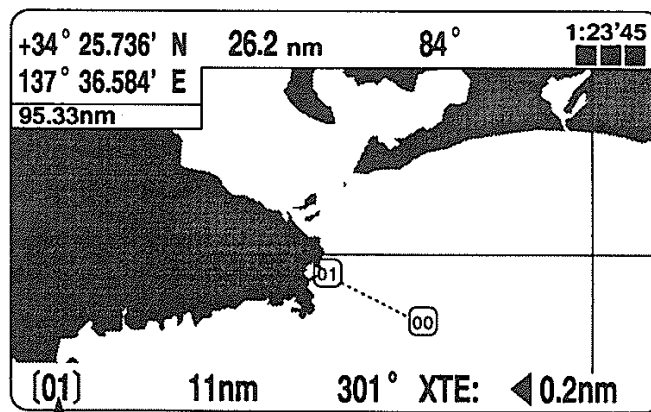 +34° 25.736' N 26.2 nm 84° 1:23'45
137° 36.584' E
95.33nm
01
00
(01) 11nm 301° XTE: ◀ 0.2nm